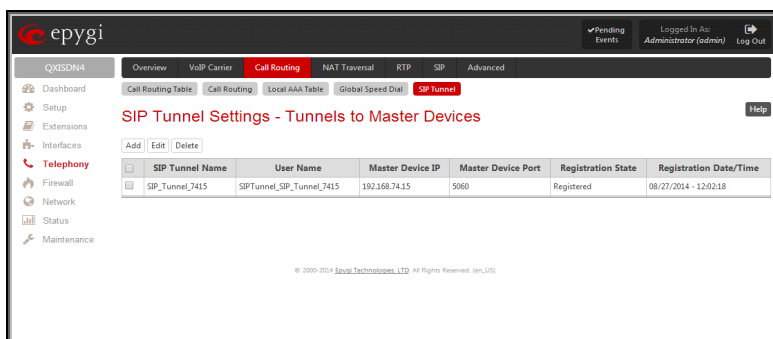 epygi
✔Pending Events
Logged In As: Administrator (admin)
Log Out
QXISDN4
Overview VoIP Carrier Call Routing NAT Traversal RTP SIP Advanced
Dashboard
Setup
Extensions
Interfaces
Telephony
Firewall
Network
Status
Maintenance
Call Routing Table Call Routing Local AAA Table Global Speed Dial SIP Tunnel
SIP Tunnel Settings - Tunnels to Master Devices
Help
Add Edit Delete
SIP Tunnel Name User Name Master Device IP Master Device Port Registration State Registration Date/Time
SIP_Tunnel_7415 SIPTunnel_SIP_Tunnel_7415 192.168.74.15 5060 Registered 08/27/2014 - 12:02:18
© 2000-2014 Epygi Technologies, LTD. All Rights Reserved. (en_US)